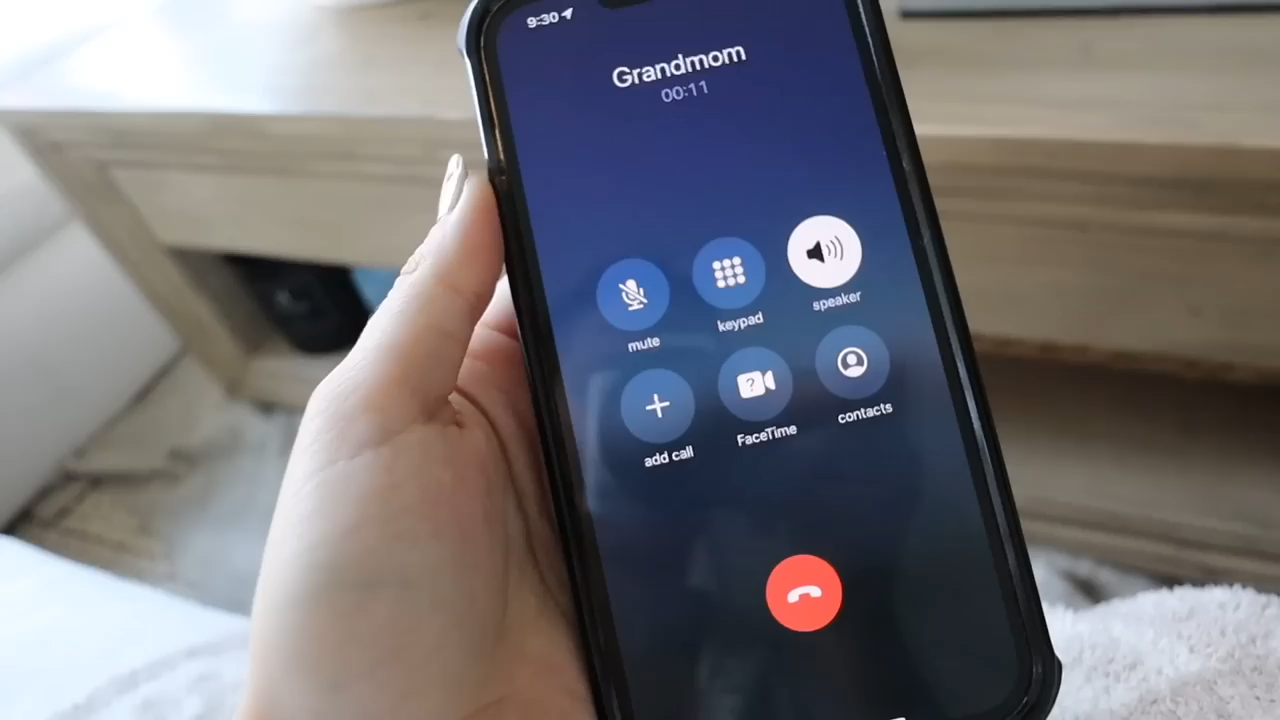 9:30
Grandmom
00:11
mute
keypad
speaker
add call
?
FaceTime
contacts